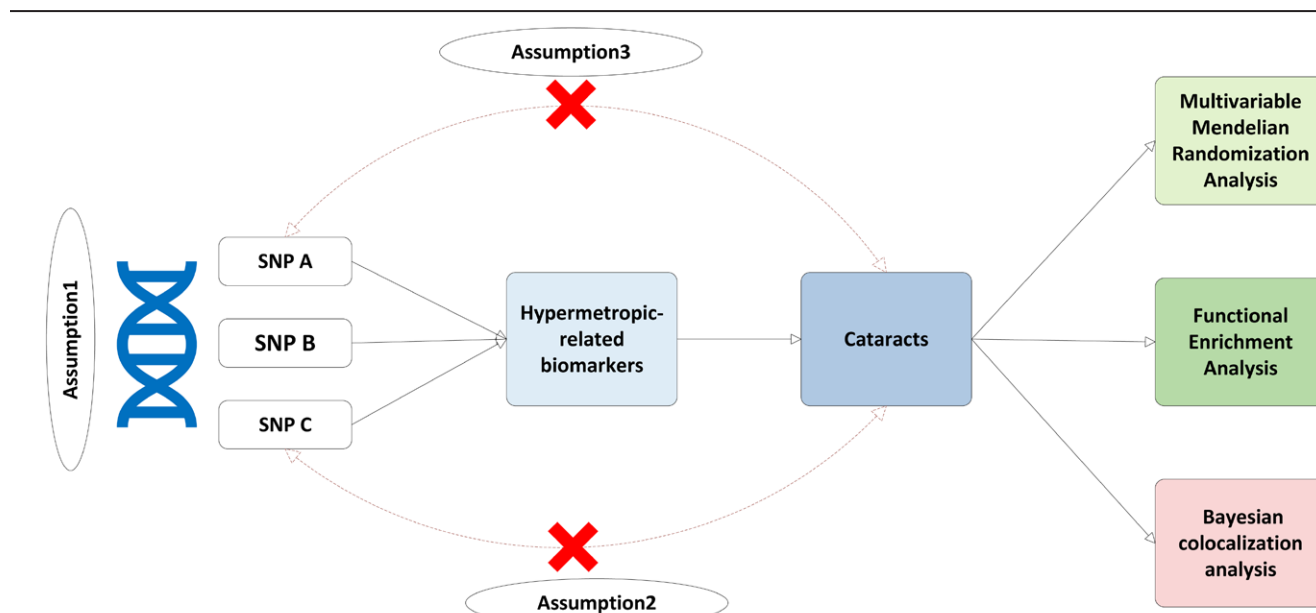 Assumption3
Multivariable
Mendelian
Randomization
Analysis
Assumption1
SNP A
SNP B
SNP C
Hypermetropic-
related
biomarkers
Cataracts
Functional
Enrichment
Analysis
Bayesian
colocalization
analysis
Assumption2